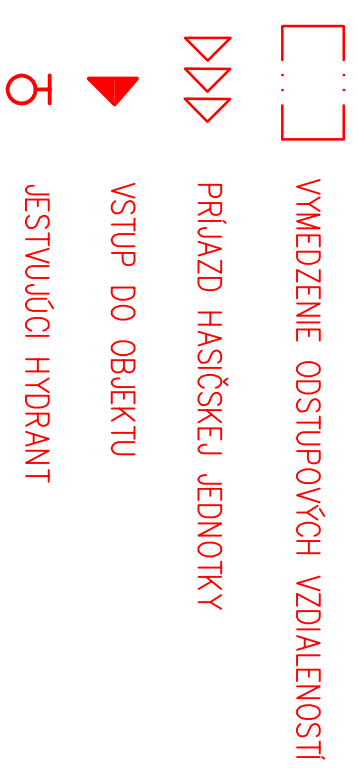 VYMEDZENIE ODSTUPOVÝCH VZDIALENOSTÍ
PRÍJAZD HASIČSKEJ JEDNOTKY
VSTUP DO OBJEKTU
JESTVUJÚCI HYDRANT